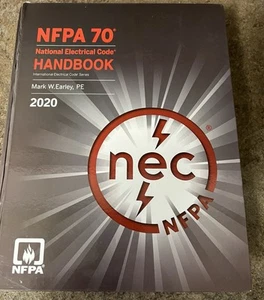 NFPA 70®
National Electrical Code®
HANDBOOK
International Electrical Code Series
Mark W. Earley, PE
2020
nec®
NFPA
NFPA®